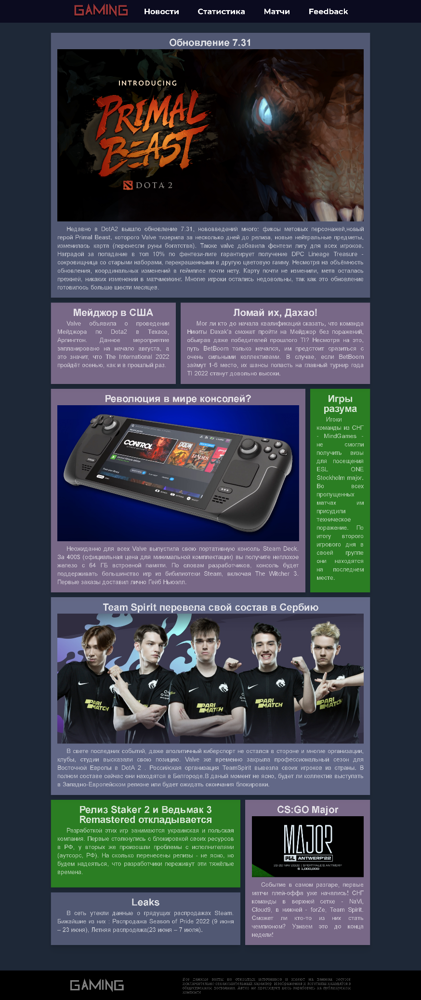 GAMING Новости Статистика Матчи Feedback
Обновление 7.31
INTRODUCING
PRIMAL
BEAST
DOTA 2
Недавно в DotA2 вышло обновление 7.31, нововведений много: фиксы метовых персонажей,новый
герой Primal Beast, которого Valve тизерила за несколько дней до релиза, новые нейтральные предметы,
изменилась карта (перенесли руны богатства). Также valve добавила фентези лигу для всех игроков.
Наградой за попадание в топ 10% по фентези-лиге гарантирует получение DPC Lineage Treasure -
сокровищница со старыми наборами, перекрашенными в другую цветовую гамму. Несмотря на объёмность
обновления, координальных изменений в геймплее почти нету. Карту почти не изменили, мета осталась
прежней, никаких изменении в матчмейкинг. Многие игроки остались недовольны, так как это обновление
готовилось больше шести месяцев.
Мейджор в США
Valve объявила о проведении
Мейджора по Dota2 в Техасе,
Арлингтон. Данное мероприятие
запланировано на начало августа, а
это значит, что The International 2022
пройдёт осенью, как и в прошлый раз.
Ломай их, Дахао!
Мог ли кто до начала квалификаций сказать, что команда
Никиты Daxak'a сможет пройти на Мейджор без поражений,
обыграв даже победителей прошлого TI? Несмотря на это,
путь BetBoom только начался, им предстоит сразиться с
очень сильными коллективами. В случае, если BetBoom
займут 1-6 место, их шансы попасть на главный турнир года
TI 2022 станут довольно высоки.
Революция в мире консолей?
CONTROL
DOOM
HADES
STEAM
Неожиданно для всех Valve выпустила свою портативную консоль Steam Deck.
За 400$ (официальная цена для минимальной комплектации) вы получите неплохое
железо с 64 ГБ встроеной памяти. По словам разработчиков, консоль будет
поддерживать большинство игр из бибилиотеки Steam, включая The Witcher 3.
Первые заказы доставил лично Гейб Ньюэлл.
Игры
разума
Игоки
команды из СНГ
- MindGames -
не смогли
получить визы
для посещения
ESL ONE
Stockholm major.
Во всех
пропущенных
матчах им
присудили
техническое
поражение. По
итогу второго
игрового дня в
своей группе
они находятся
на последнем
месте.
Team Spirit перевела свой состав в Сербию
PARI MATCH PARI MATCH PARI MATCH PARI MATCH
В свете последних событий, даже аполитичный киберспорт не остался в стороне и многие организации,
клубы, студии высказали свою позицию. Valve же временно закрыла профессиональный сезон для
Восточной Европы в DotA 2 . Российская организация TeamSpirit вывезла своих игроков из страны. В
полном составе сейчас они находятся в Белгороде.В даный момент не ясно, будет ли коллектив выступать
в Западно-Европейском регионе или будет ожидать окончания блокировки.
Релиз Staker 2 и Ведьмак 3
Remastered откладывается
Разработкой этих игр занимаются украинская и польская
компания. Первые столкнулись с блокировкой своих ресурсов
в РФ, у вторых же произошли проблемы с исполнителями
(аутсорс, РФ). На сколько перенесены релизы - не ясно, но
будем надеяться, что разработчики переживут эти тяжёлые
времена.
Leaks
В сеть утекли данные о грядущих распродажах Steam.
Бижайшие из них : Распродажа Season of Pride 2022 (9 июня
– 23 июня), Летняя распродажа(23 июня – 7 июля).
CS:GO Major
MAJOR
PGL ANTWERP'22
$ 1,000,000
Событие в самом разгаре, первые
матчи плей-оффа уже начались! СНГ
команды в верхней сетке - NaVi,
Cloud9, в нижней - forZe, Team Spirit.
Сможет ли кто-то из них стать
чемпионом? Узнаем это до конца
недели!
GAMING
Все данные взяты из открытых источников и имеют на данном ресурсе
исключительно ознакомительный характер. Изображения и логотипы находятся в
общественном достоянии. Автор не преследует цель заработать на публикуемом
контенте